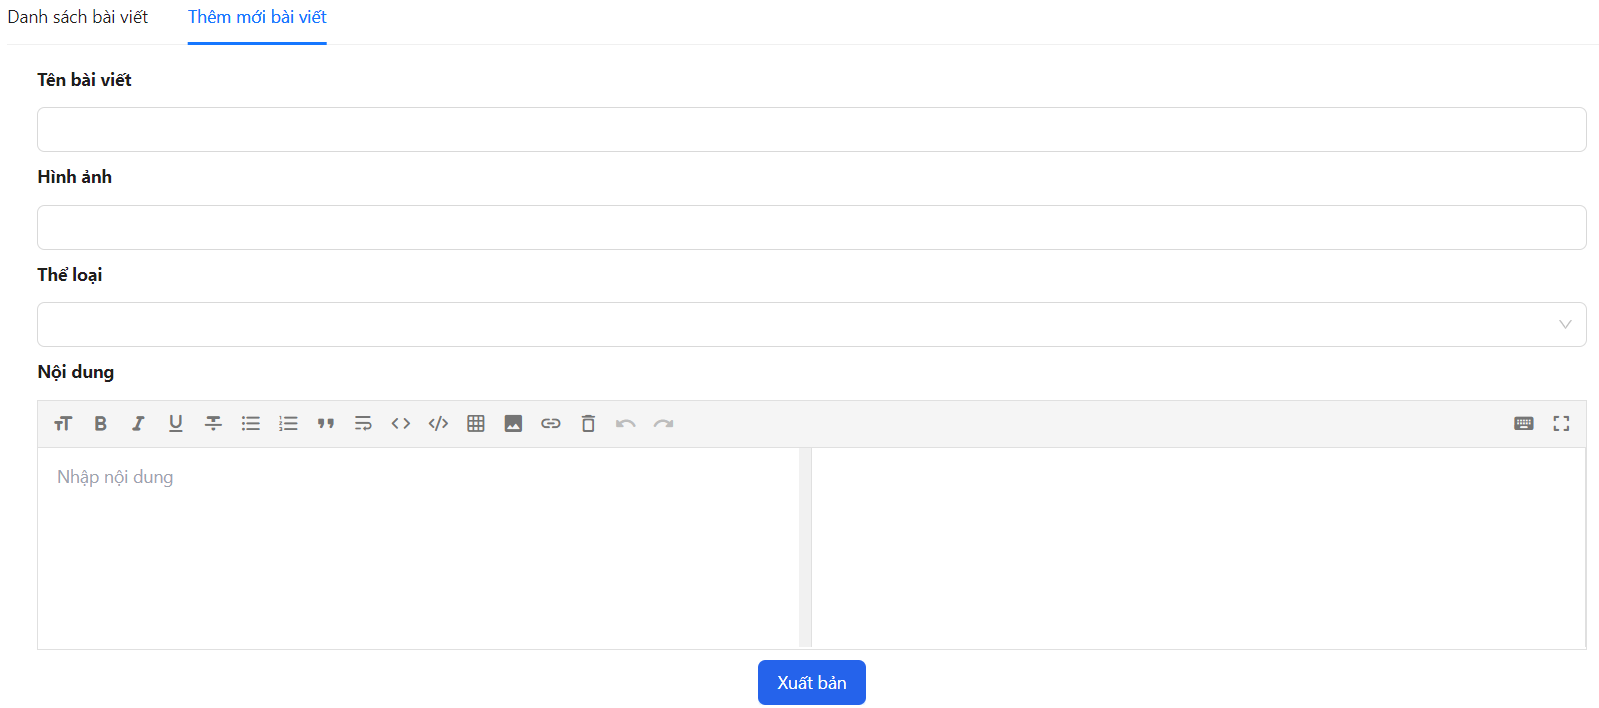 Danh sách bài viết Thêm mới bài viết
Tên bài viết
Hình ảnh
Thể loại
Nội dung
Nhập nội dung
Xuất bản